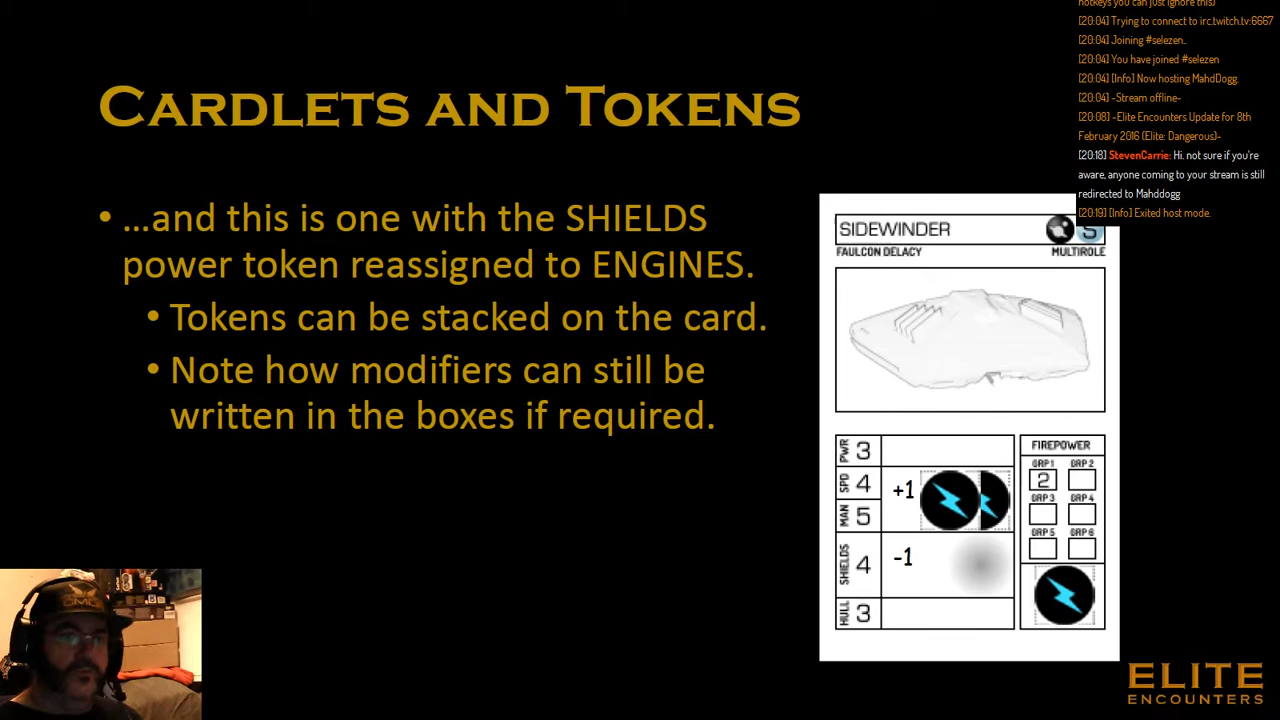 hotkeys you can just ignore this)
[20:04] Trying to connect to irc.twitch.tv:6667
[20:04] Joining #selezen..
[20:04] You have joined #selezen
[20:04] [Info] Now hosting MahdDogg.
[20:04] -Stream offline-
[20:08] -Elite Encounters Update for 8th
February 2016 (Elite: Dangerous)-
[20:18] StevenCarrie: Hi. not sure if you're
aware, anyone coming to your stream is still
redirected to Mahddogg
[20:19] [Info] Exited host mode.
CARDLETS AND TOKENS
• ...and this is one with the SHIELDS
power token reassigned to ENGINES.
• Tokens can be stacked on the card.
• Note how modifiers can still be
written in the boxes if required.
SIDEWINDER S
FAULCON DELACY MULTIROLE
PWR 3
SPD 4 +1
MAN 5
SHIELDS 4 -1
HULL 3
FIREPOWER
GRP 1 GRP 2
2
GRP 3 GRP 4
GRP 5 GRP 6
ELITE
ENCOUNTERS